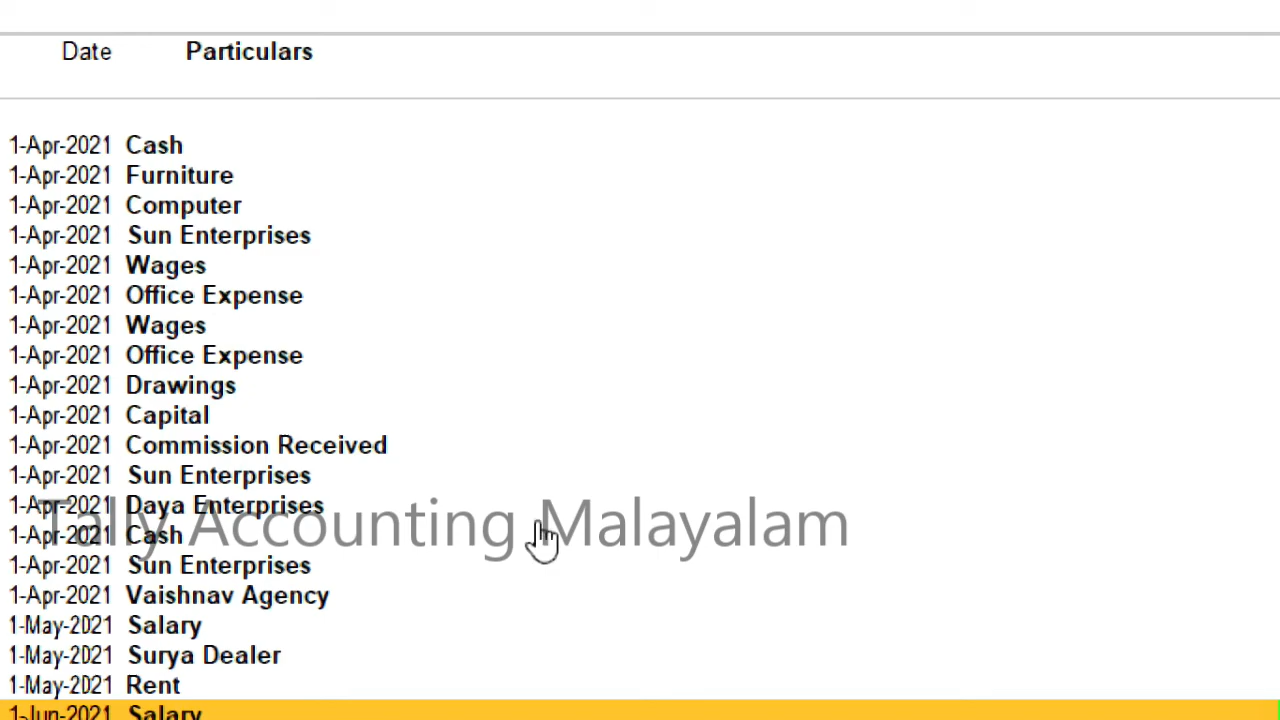 Date Particulars
1-Apr-2021 Cash
1-Apr-2021 Furniture
1-Apr-2021 Computer
1-Apr-2021 Sun Enterprises
1-Apr-2021 Wages
1-Apr-2021 Office Expense
1-Apr-2021 Wages
1-Apr-2021 Office Expense
1-Apr-2021 Drawings
1-Apr-2021 Capital
1-Apr-2021 Commission Received
1-Apr-2021 Sun Enterprises
1-Apr-2021 Daya Enterprises
Tally Accounting Malayalam
1-Apr-2021 Cash
1-Apr-2021 Sun Enterprises
1-Apr-2021 Vaishnav Agency
1-May-2021 Salary
1-May-2021 Surya Dealer
1-May-2021 Rent
1-Jun-2021 Salary